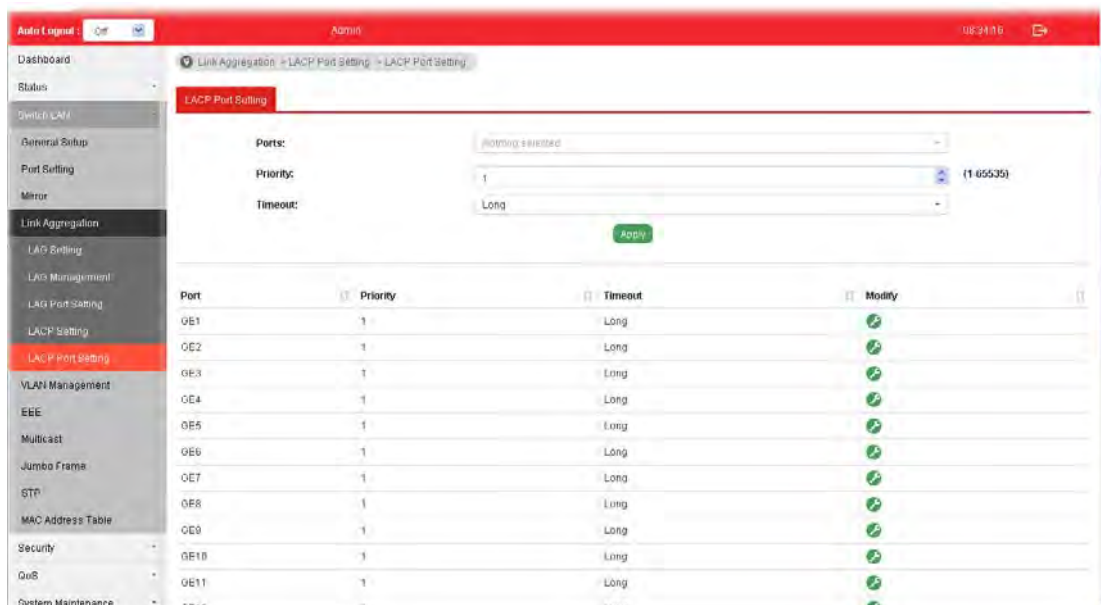 Auto Logout : Off Admin 08:34:16
Dashboard
Status
Switch LAN
General Setup
Port Setting
Mirror
Link Aggregation
LAG Setting
LAG Management
LAG Port Setting
LACP Setting
LACP Port Setting
VLAN Management
EEE
Multicast
Jumbo Frame
STP
MAC Address Table
Security
QoS
System Maintenance
Link Aggregation » LACP Port Setting » LACP Port Setting
LACP Port Setting
Ports: Nothing selected
Priority: 1 (1-65535)
Timeout: Long
Apply
Port Priority Timeout Modify
GE1 1 Long
GE2 1 Long
GE3 1 Long
GE4 1 Long
GE5 1 Long
GE6 1 Long
GE7 1 Long
GE8 1 Long
GE9 1 Long
GE10 1 Long
GE11 1 Long